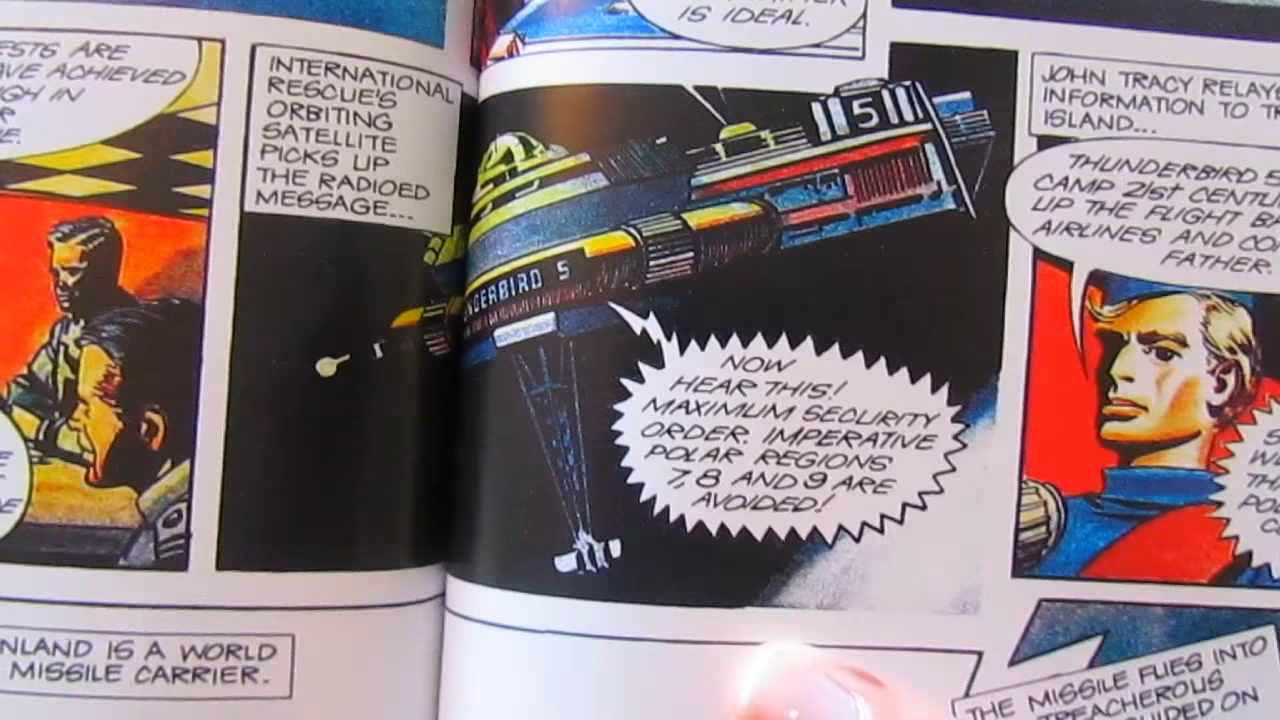 IS IDEAL.
ESTS ARE
AVE ACHIEVED
GH IN
R
E.
INTERNATIONAL
RESCUE'S
ORBITING
SATELLITE
PICKS UP
THE RADIOED
MESSAGE...
5
NDERBIRD 5
NOW
HEAR THIS!
MAXIMUM SECURITY
ORDER. IMPERATIVE
POLAR REGIONS
7, 8 AND 9 ARE
AVOIDED!
JOHN TRACY RELAYS
INFORMATION TO TR
ISLAND...
THUNDERBIRD 5
CAMP 21st CENTU
UP THE FLIGHT BA
AIRLINES AND CO
FATHER.
NLAND IS A WORLD
MISSILE CARRIER.
THE MISSILE FLIES INTO
TREACHEROUS
UIDED ON